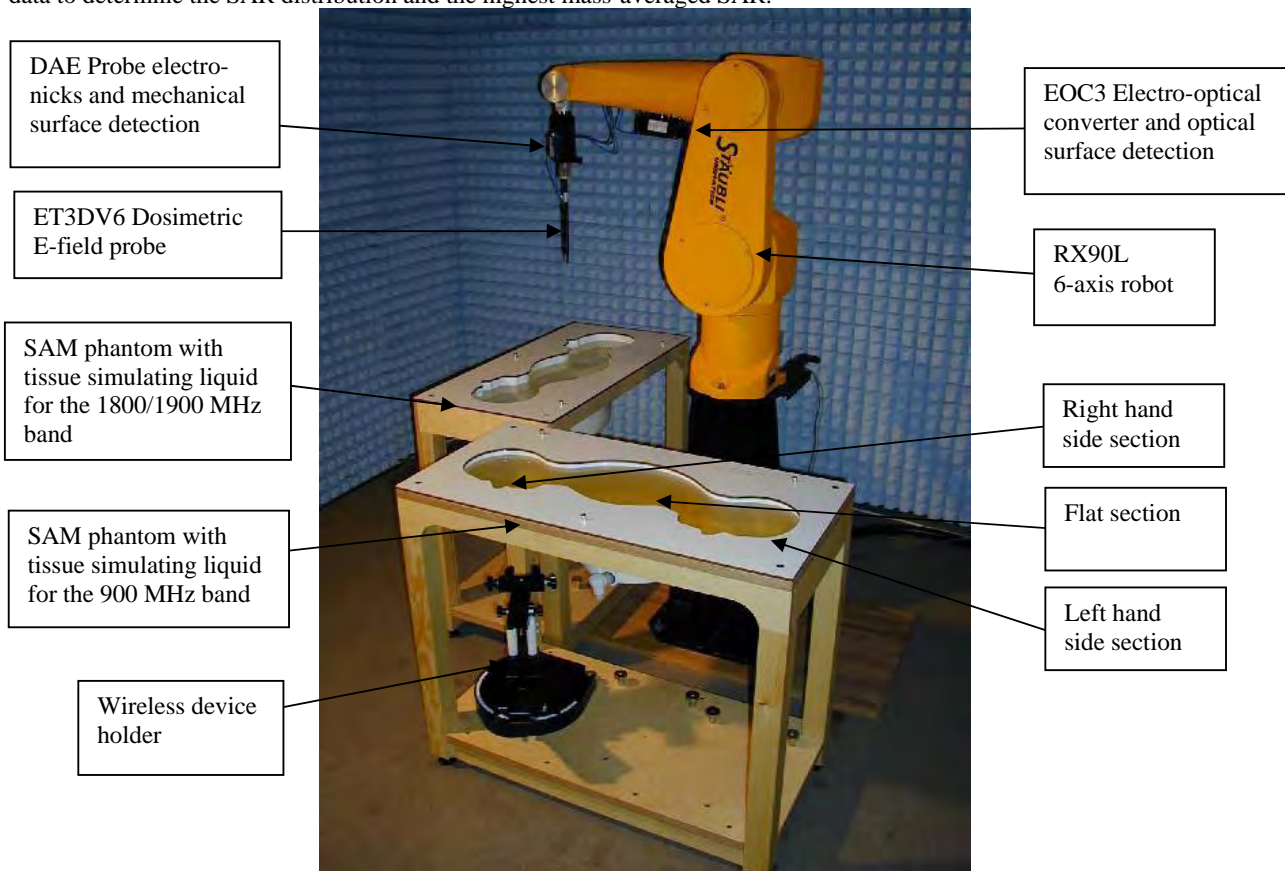 data to determine the SAR distribution and the highest mass-averaged SAR.
DAE Probe electro-
nicks and mechanical
surface detection
EOC3 Electro-optical
converter and optical
surface detection
STÄUBLI
ET3DV6 Dosimetric
E-field probe
RX90L
6-axis robot
SAM phantom with
tissue simulating liquid
for the 1800/1900 MHz
band
Right hand
side section
Flat section
SAM phantom with
tissue simulating liquid
for the 900 MHz band
Left hand
side section
Wireless device
holder